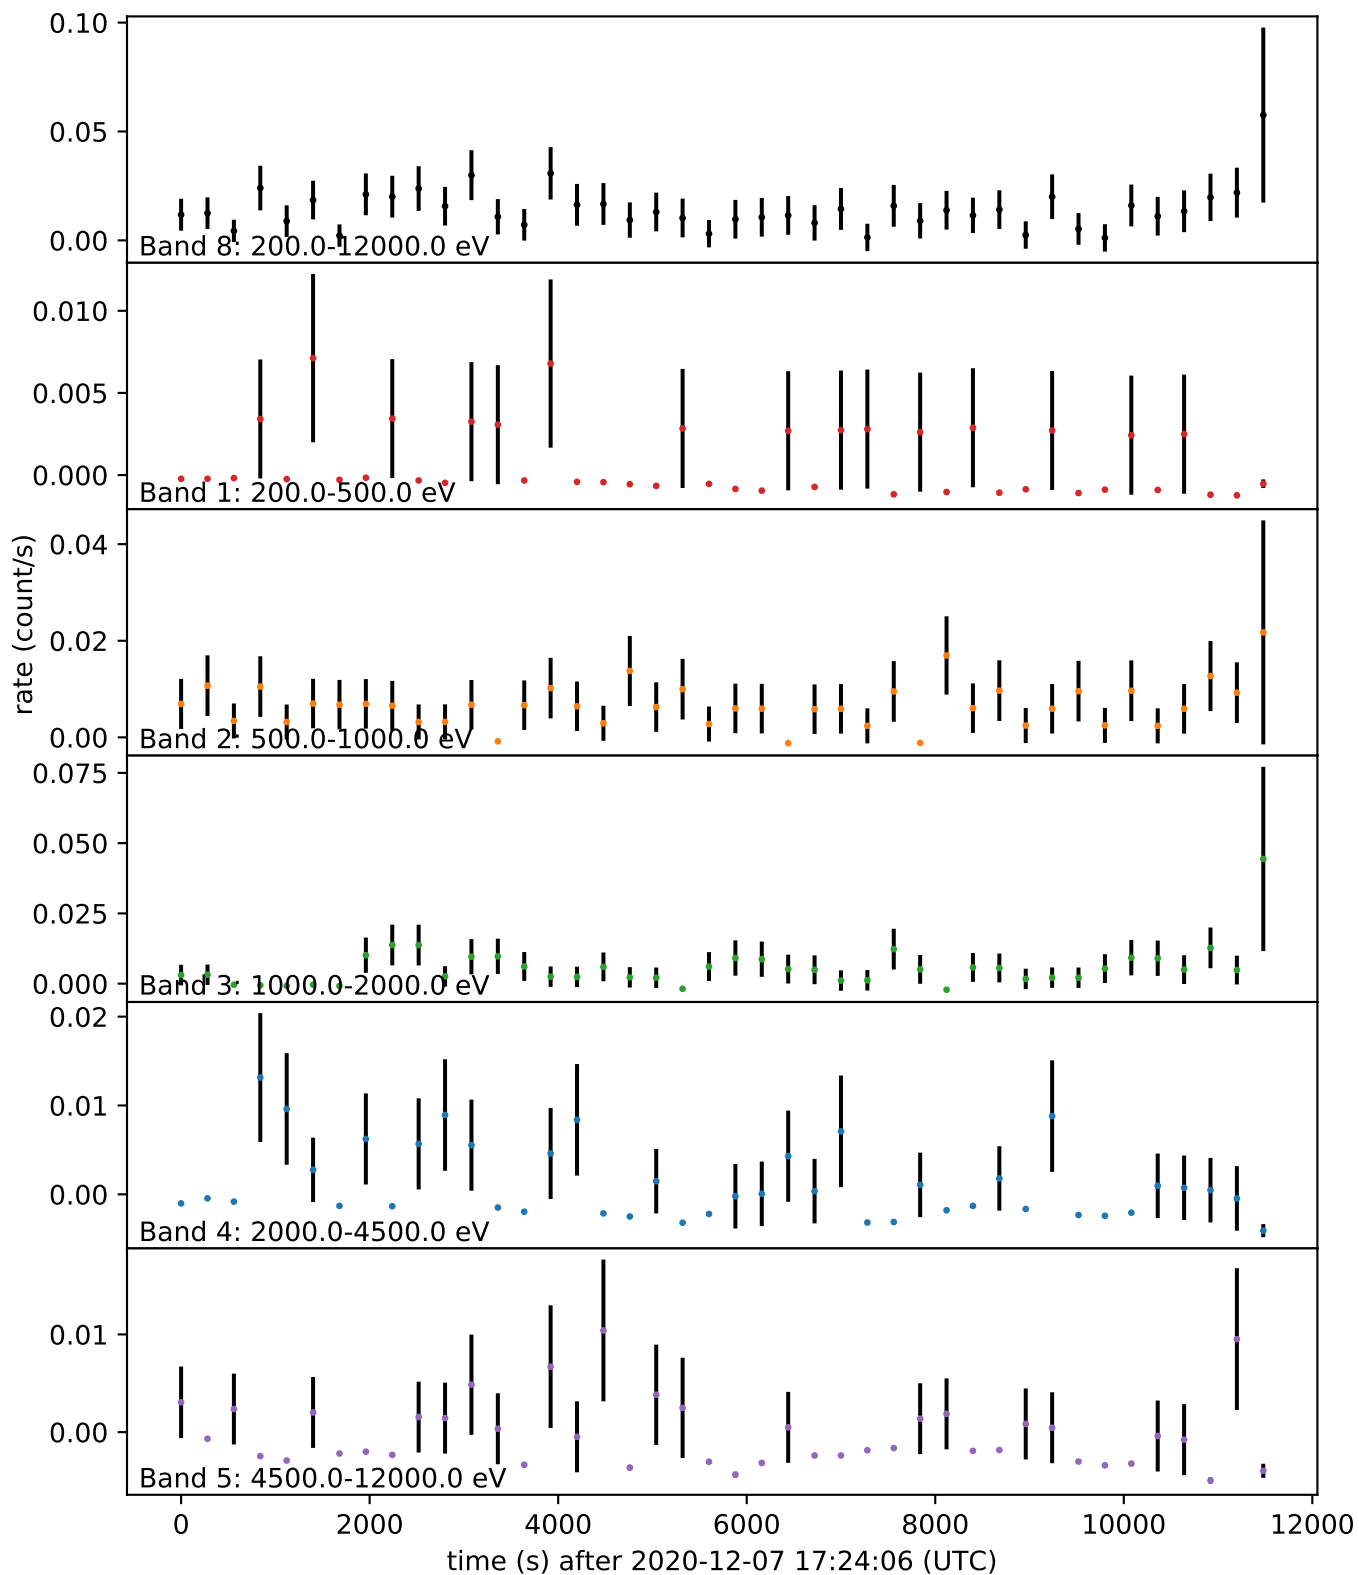 0.10
0.05
0.00
Band 8: 200.0-12000.0 eV
0.010
0.005
0.000
Band 1: 200.0-500.0 eV
rate (count/s)
0.04
0.02
0.00
Band 2: 500.0-1000.0 eV
0.075
0.050
0.025
0.000
Band 3: 1000.0-2000.0 eV
0.02
0.01
0.00
Band 4: 2000.0-4500.0 eV
0.01
0.00
Band 5: 4500.0-12000.0 eV
0 2000 4000 6000 8000 10000 12000
time (s) after 2020-12-07 17:24:06 (UTC)